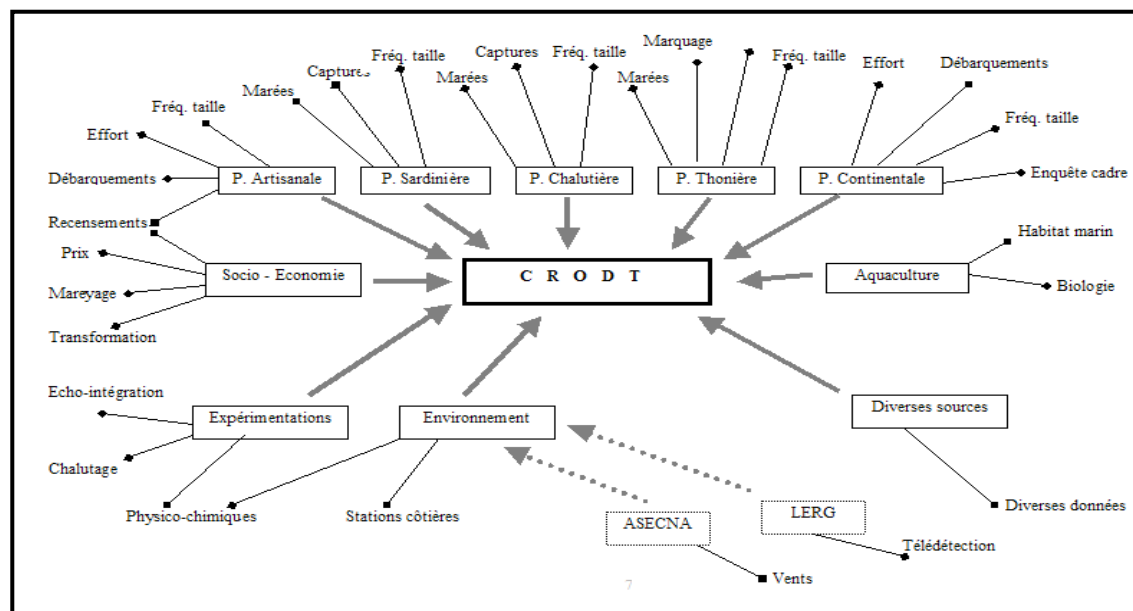 Fréq. taille
Captures
Fréq. taille
Marquage
Fréq. taille
Captures
Marées
Marées
Effort
Débarquements
Marées
Fréq. taille
Effort
Fréq. taille
Débarquements
P. Artisanale
P. Sardinière
P. Chalutière
P. Thonière
P. Continentale
Enquête cadre
Recensements
Habitat marin
Prix
Socio - Economie
C R O D T
Aquaculture
Mareyage
Biologie
Transformation
Echo-intégration
Expérimentations
Environnement
Diverses sources
Chalutage
Physico-chimiques
Stations côtières
ASECNA
LERG
Diverses données
Télédétection
Vents
7